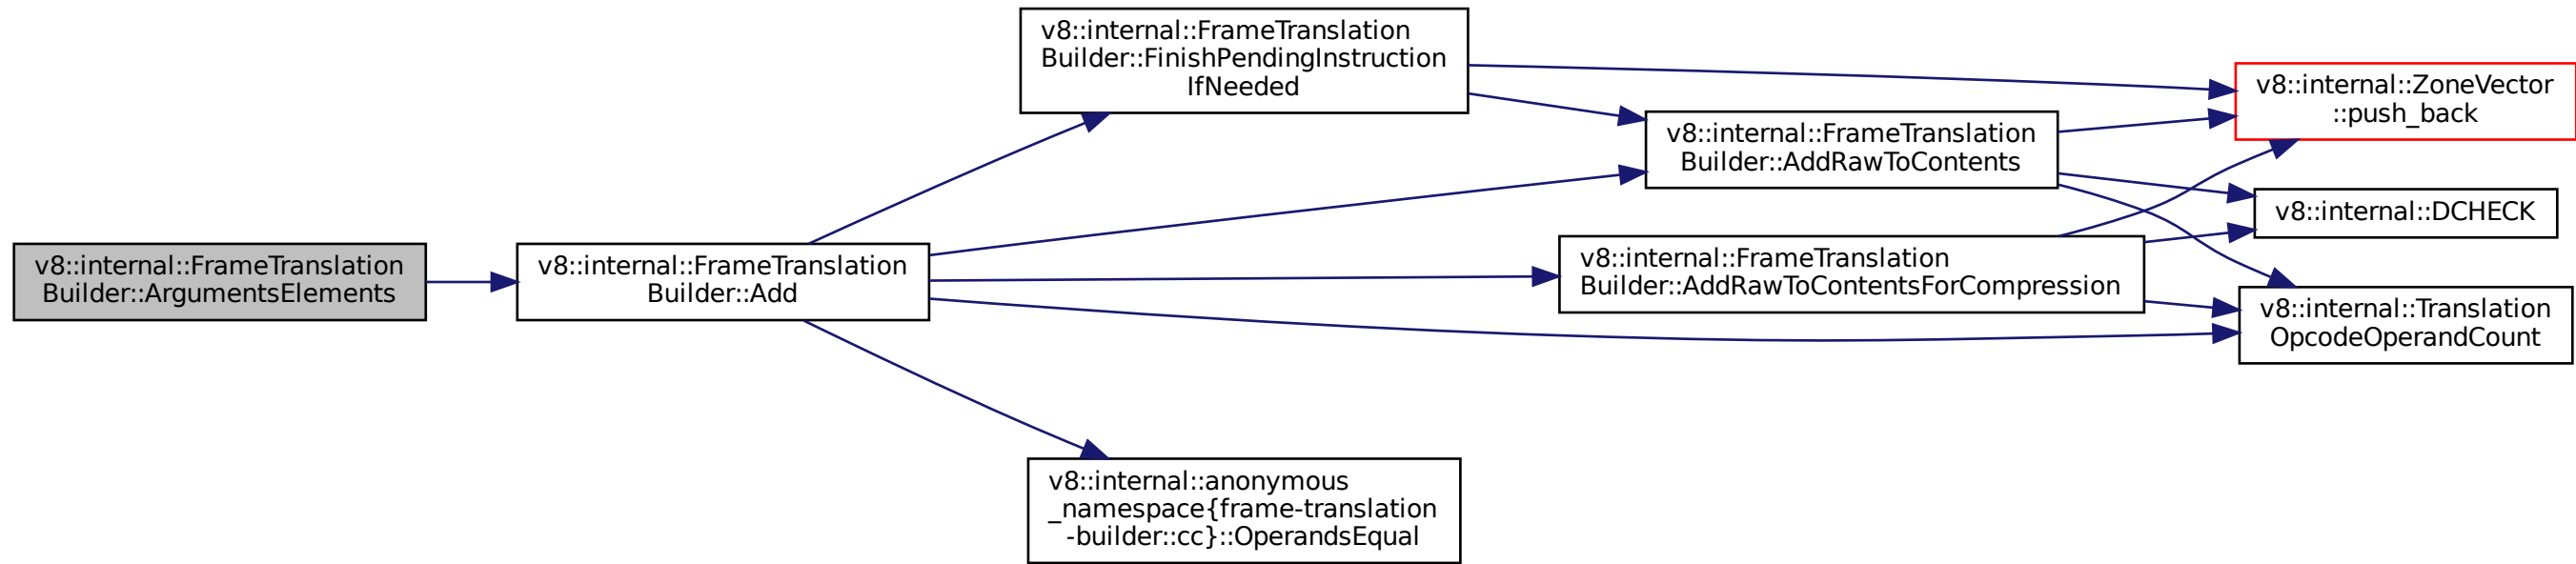 v8::internal::FrameTranslation
Builder::ArgumentsElements
v8::internal::FrameTranslation
Builder::Add
v8::internal::FrameTranslation
Builder::FinishPendingInstruction
IfNeeded
v8::internal::FrameTranslation
Builder::AddRawToContents
v8::internal::FrameTranslation
Builder::AddRawToContentsForCompression
v8::internal::anonymous
_namespace{frame-translation
-builder::cc}::OperandsEqual
v8::internal::ZoneVector
::push_back
v8::internal::DCHECK
v8::internal::Translation
OpcodeOperandCount